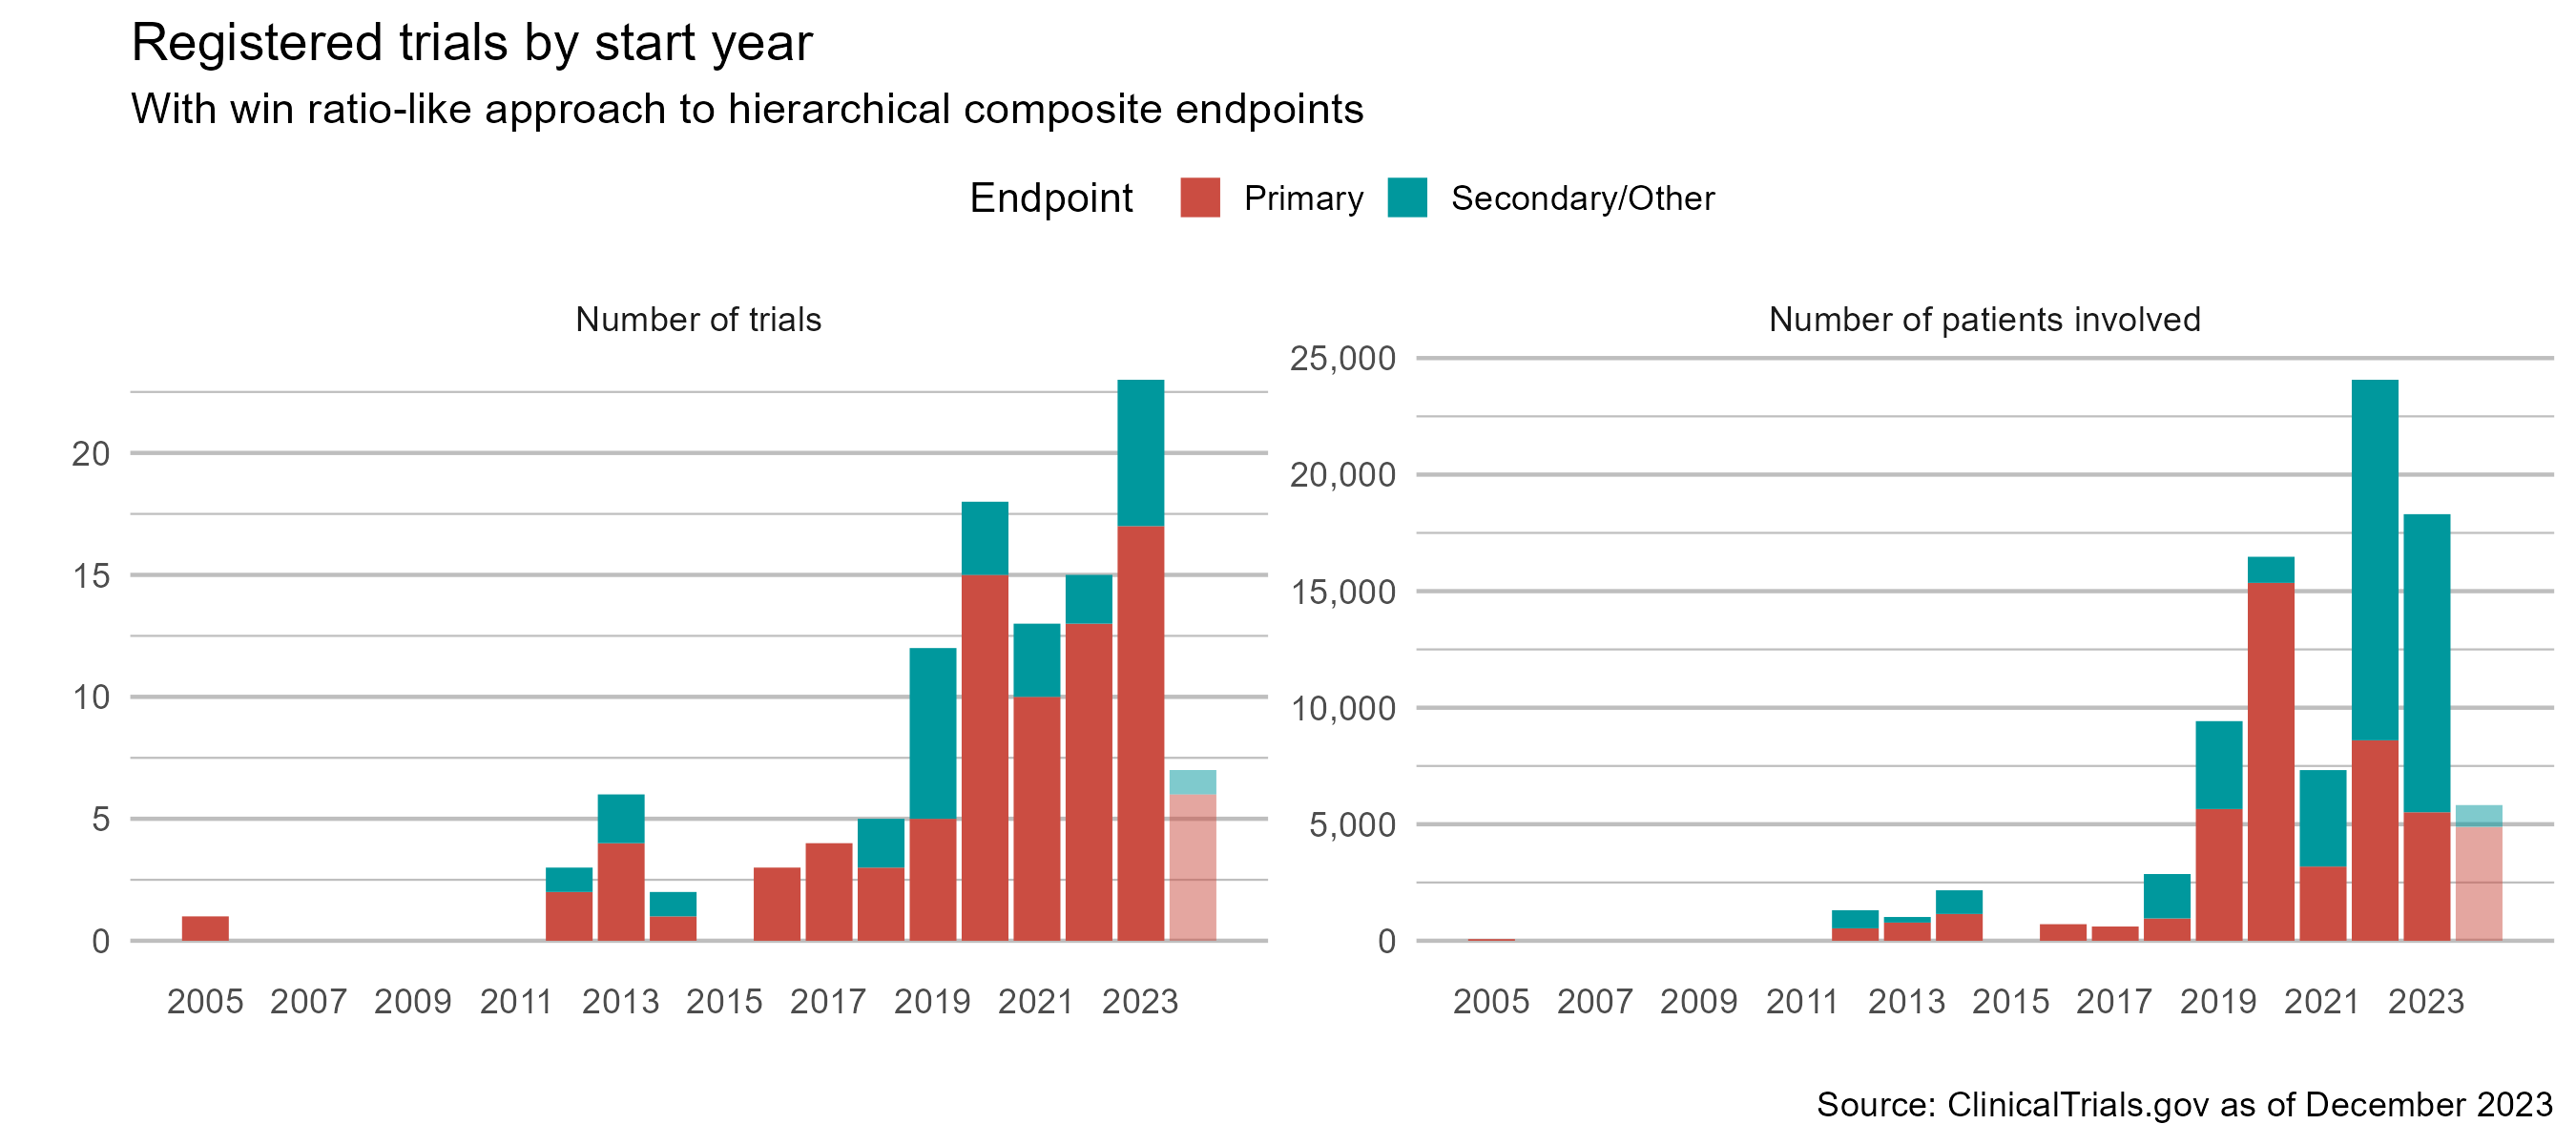 Registered trials by start year
With win ratio-like approach to hierarchical composite endpoints
Endpoint Primary Secondary/Other
Number of trials
20
15
10
5
0
2005 2007 2009 2011 2013 2015 2017 2019 2021 2023
Number of patients involved
25,000
20,000
15,000
10,000
5,000
0
2005 2007 2009 2011 2013 2015 2017 2019 2021 2023
Source: ClinicalTrials.gov as of December 2023